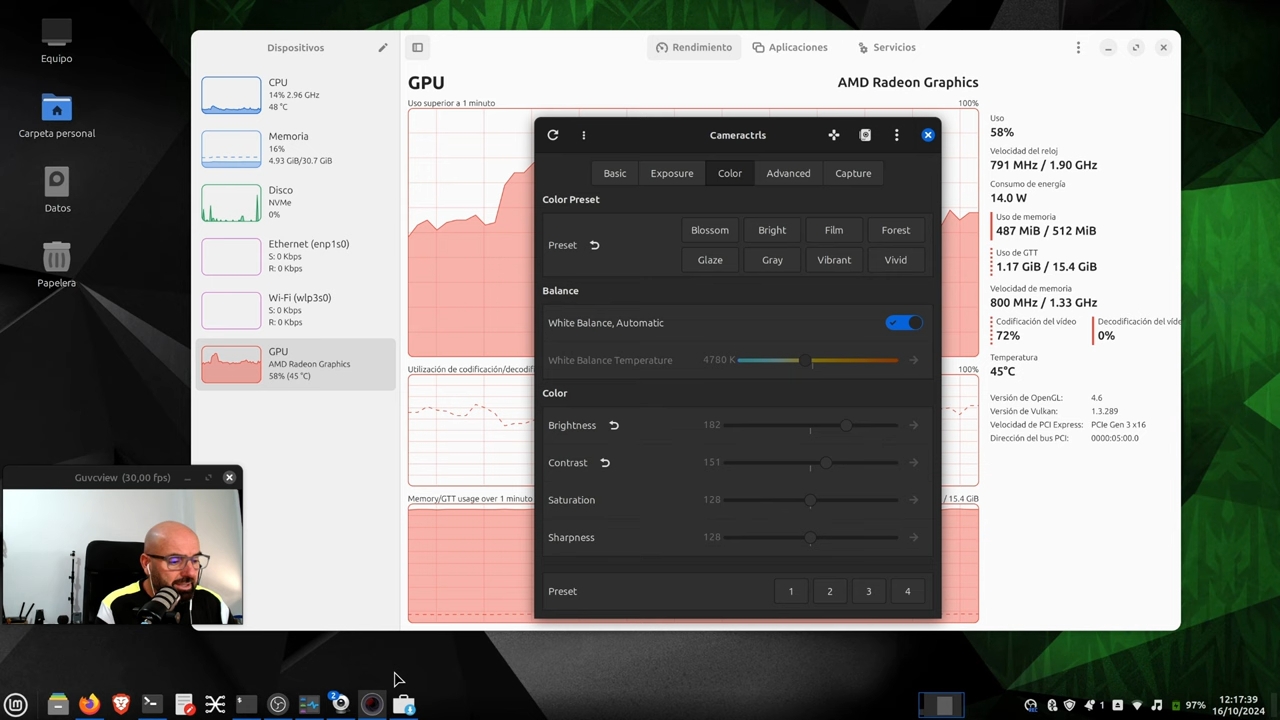 Equipo
Carpeta personal
Datos
Papelera
Dispositivos
CPU
14% 2.96 GHz
48 °C
Memoria
16%
4.93 GiB/30.7 GiB
Disco
NVMe
0%
Ethernet (enp1s0)
S: 0 Kbps
R: 0 Kbps
Wi-Fi (wlp3s0)
S: 0 Kbps
R: 0 Kbps
GPU
AMD Radeon Graphics
58% (45 °C)
Rendimiento
Aplicaciones
Servicios
GPU
AMD Radeon Graphics
Uso superior a 1 minuto
100%
Utilización de codificación/decodif
100%
Memory/GTT usage over 1 minuto
/ 15.4 GiB
Uso
58%
Velocidad del reloj
791 MHz / 1.90 GHz
Consumo de energía
14.0 W
Uso de memoria
487 MiB / 512 MiB
Uso de GTT
1.17 GiB / 15.4 GiB
Velocidad de memoria
800 MHz / 1.33 GHz
Codificación del vídeo
72%
Decodificación del víde
0%
Temperatura
45°C
Versión de OpenGL: 4.6
Versión de Vulkan: 1.3.289
Velocidad de PCI Express: PCIe Gen 3 x16
Dirección del bus PCI: 0000:05:00.0
Cameractrls
Basic
Exposure
Color
Advanced
Capture
Color Preset
Preset
Blossom
Bright
Film
Forest
Glaze
Gray
Vibrant
Vivid
Balance
White Balance, Automatic
White Balance Temperature 4780 K
Color
Brightness 182
Contrast 151
Saturation 128
Sharpness 128
Preset 1 2 3 4
Guvcview (30,00 fps)
2
1
97%
12:17:39
16/10/2024